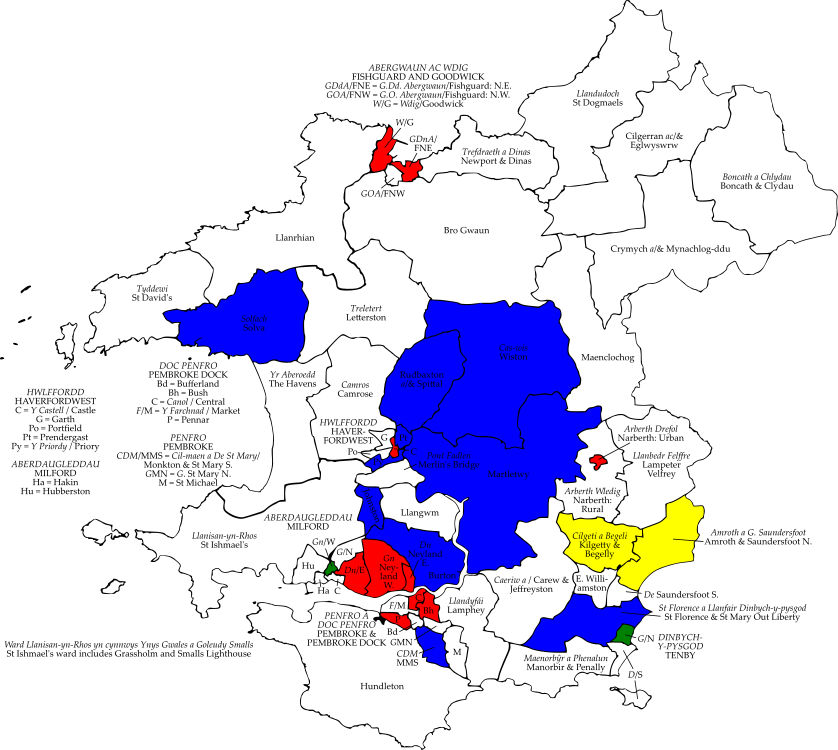 ABERGWAUN AC WDIG
FISHGUARD AND GOODWICK
GDdA/FNE = G.Dd. Abergwaun/Fishguard: N.E.
GOA/FNW = G.O. Abergwaun/Fishguard: N.W.
W/G = Wdig/Goodwick
W/G
GDnA/
FNE
GOA/FNW
Trefdraeth a Dinas
Newport & Dinas
Llandudoch
St Dogmaels
Cilgerran ac/&
Eglwyswrw
Boncath a Chlydau
Boncath & Clydau
Crymych a/& Mynachlog-ddu
Bro Gwaun
Llanrhian
Tyddewi
St David's
Solfa
Treletert
Letterston
Wiston
Maenclochog
DOC PENFRO
PEMBROKE DOCK
Bd = Bufferland
Bh = Bush
C = Canol / Central
F/M = Y Farchnad / Market
P = Pennar
PENFRO
PEMBROKE
CDM/MMS = Cil-maen a De St Mary/
Monkton & St Mary S.
GMN = G. St Mary N.
M = St Michael
Yr Aberoedd
The Havens
Camros
Camrose
HWLFFORDD
HAVERFORDWEST
C = Y Castell / Castle
G = Garth
Po = Portfield
Pt = Prendergast
Py = Y Priordy / Priory
ABERDAUGLEDDAU
MILFORD
Ha = Hakin
Hu = Hubberston
HWLFFORDD
HAVER-
FORDWEST
G
Po
C
Martletwy
Arberth Drefol
Narberth: Urban
Llanbedr Felffre
Lampeter
Velfrey
Arberth Wledig
Narberth:
Rural
Llangwm
ABERDAUGLEDDAU
MILFORD
Llanisan-yn-Rhos
St Ishmael's
Gn/W
G/N
Hu
Ha
C
Du/E
Gn
Ney-
land
W.
Neyland
E
Burton
Cilgeti a Begeli
Kilgetty &
Begelly
Amroth a G. Saundersfoot
Amroth & Saundersfoot N.
E. Willi-
amston
De Saundersfoot S.
Caeriw a / Carew &
Jeffreyston
St Florence a Llanfair Dinbych-y-pysgod
St Florence & St Mary Out Liberty
G/N
DINBYCH-
Y-PYSGOD
TENBY
D/S
Maenorbŷr a Phenalun
Manorbir & Penally
Llandyfái
Lamphey
F/M
Bh
PENFRO A
DOC PENFRO
PEMBROKE &
PEMBROKE DOCK
Bd
GMN
CDM
MMS
M
Hundleton
Ward Llanisan-yn-Rhos yn cynnwys Ynys Gwales a Goleudy Smalls
St Ishmael's ward includes Grassholm and Smalls Lighthouse